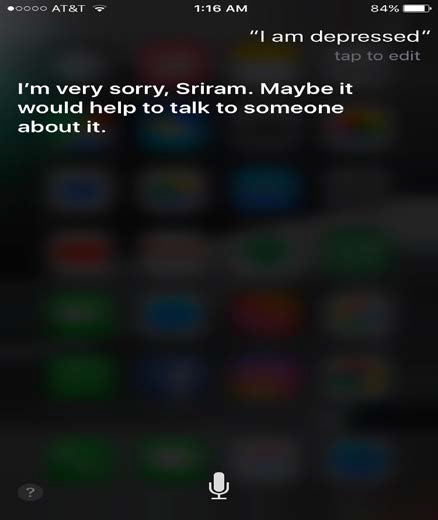 AT&T 1:16 AM 84%
“I am depressed”
tap to edit
I’m very sorry, Sriram. Maybe it
would help to talk to someone
about it.
?